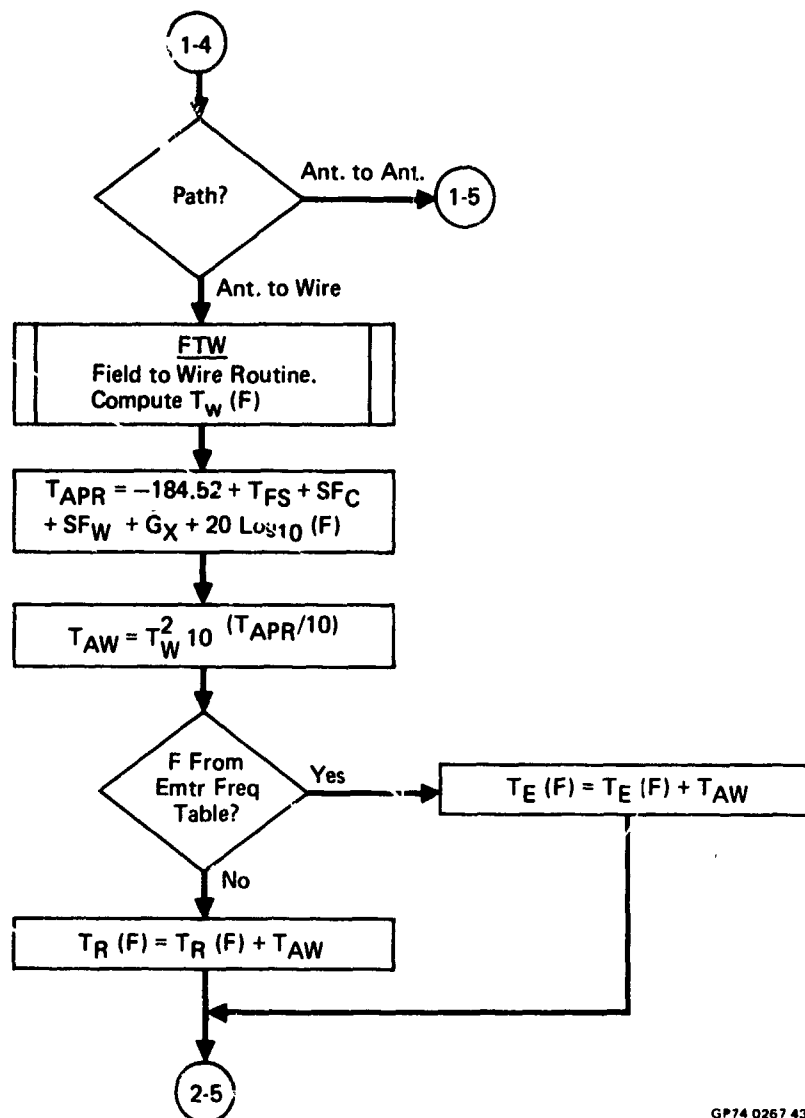 1-4
Path?
Ant. to Ant.
1-5
Ant. to Wire
FTW
Field to Wire Routine.
Compute T_W (F)
T_APR = −184.52 + T_FS + SF_C
+ SF_W + G_X + 20 Log10 (F)
T_AW = T_W^2 10 (T_APR/10)
F From
Emtr Freq
Table?
Yes
T_E (F) = T_E (F) + T_AW
No
T_R (F) = T_R (F) + T_AW
2-5
GP74 0267 43